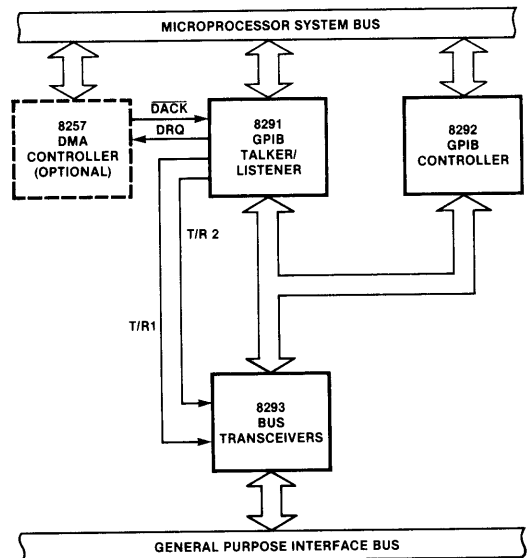 MICROPROCESSOR SYSTEM BUS
8257
DMA
CONTROLLER
(OPTIONAL)
DACK
DRQ
8291
GPIB
TALKER/
LISTENER
8292
GPIB
CONTROLLER
T/R 2
T/R1
8293
BUS
TRANSCEIVERS
GENERAL PURPOSE INTERFACE BUS